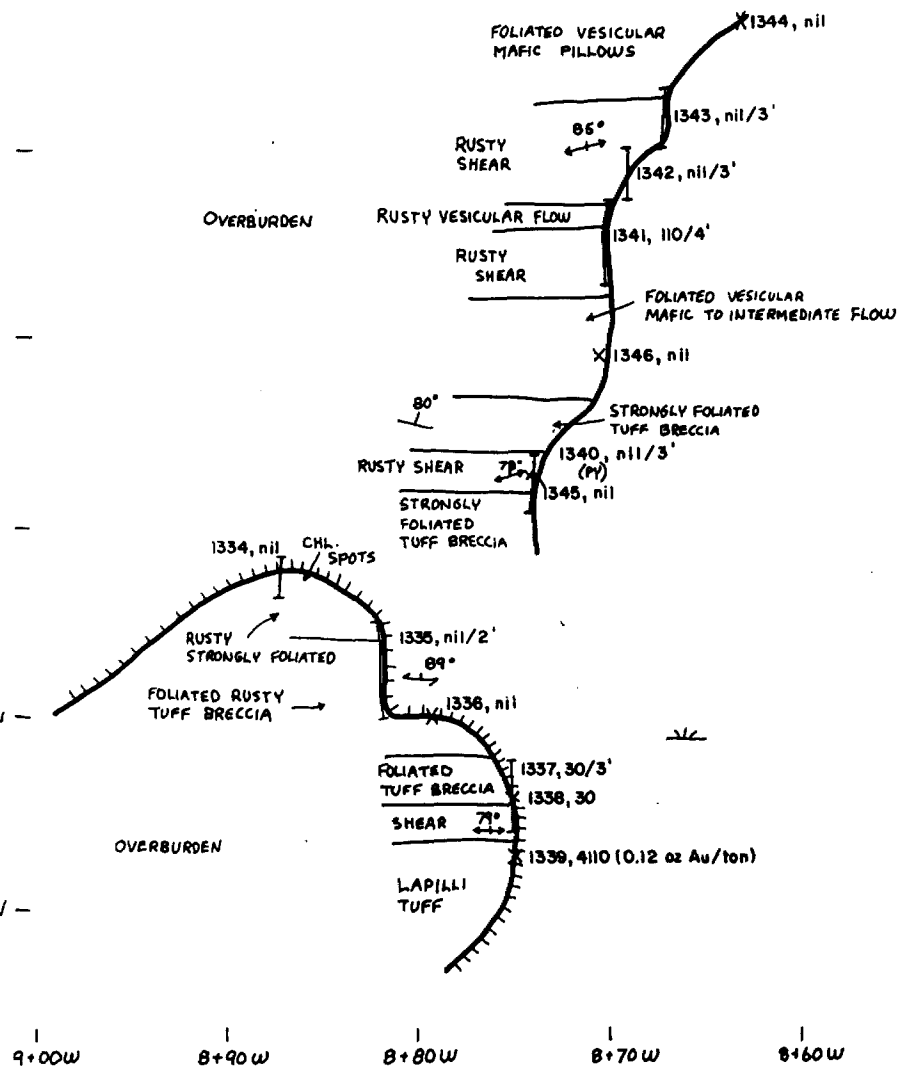 1344, nil
FOLIATED VESICULAR
MAFIC PILLOWS
1343, nil/3'
86°
RUSTY
SHEAR
1342, nil/3'
OVERBURDEN
RUSTY VESICULAR FLOW
1341, 110/4'
RUSTY
SHEAR
FOLIATED VESICULAR
MAFIC TO INTERMEDIATE FLOW
1346, nil
80°
STRONGLY FOLIATED
TUFF BRECCIA
1340, nil/3'
(PY)
RUSTY SHEAR
78°
1345, nil
STRONGLY
FOLIATED
TUFF BRECCIA
1334, nil
CHL.
SPOTS
RUSTY
STRONGLY FOLIATED
1335, nil/2'
89°
FOLIATED RUSTY
TUFF BRECCIA
1336, nil
FOLIATED
TUFF BRECCIA
1337, 30/3'
1338, 30
SHEAR
79°
OVERBURDEN
1339, 4110 (0.12 oz Au/ton)
LAPILLI
TUFF
9+00W
8+40W
8+80W
8+70W
8+60W